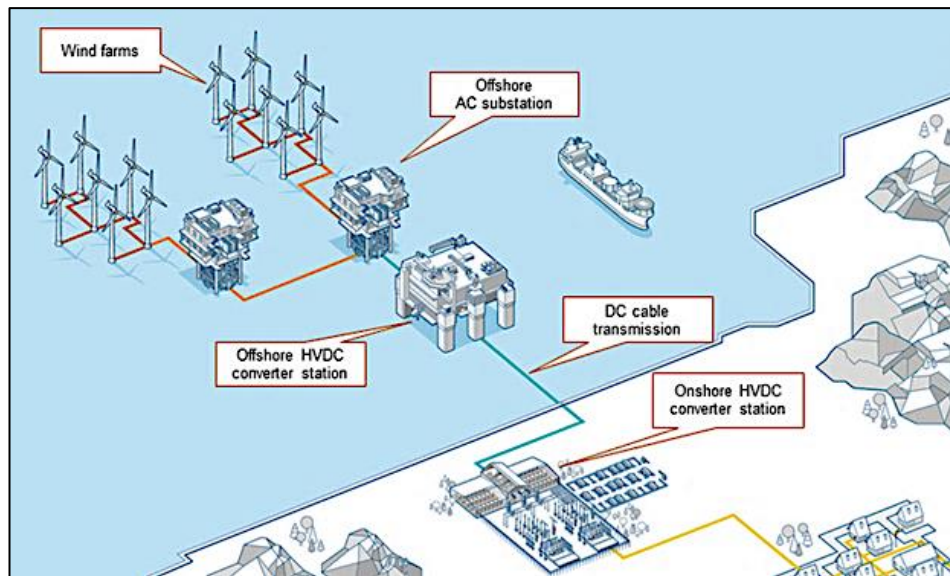 Wind farms
Offshore
AC substation
Offshore HVDC
converter station
DC cable
transmission
Onshore HVDC
converter station